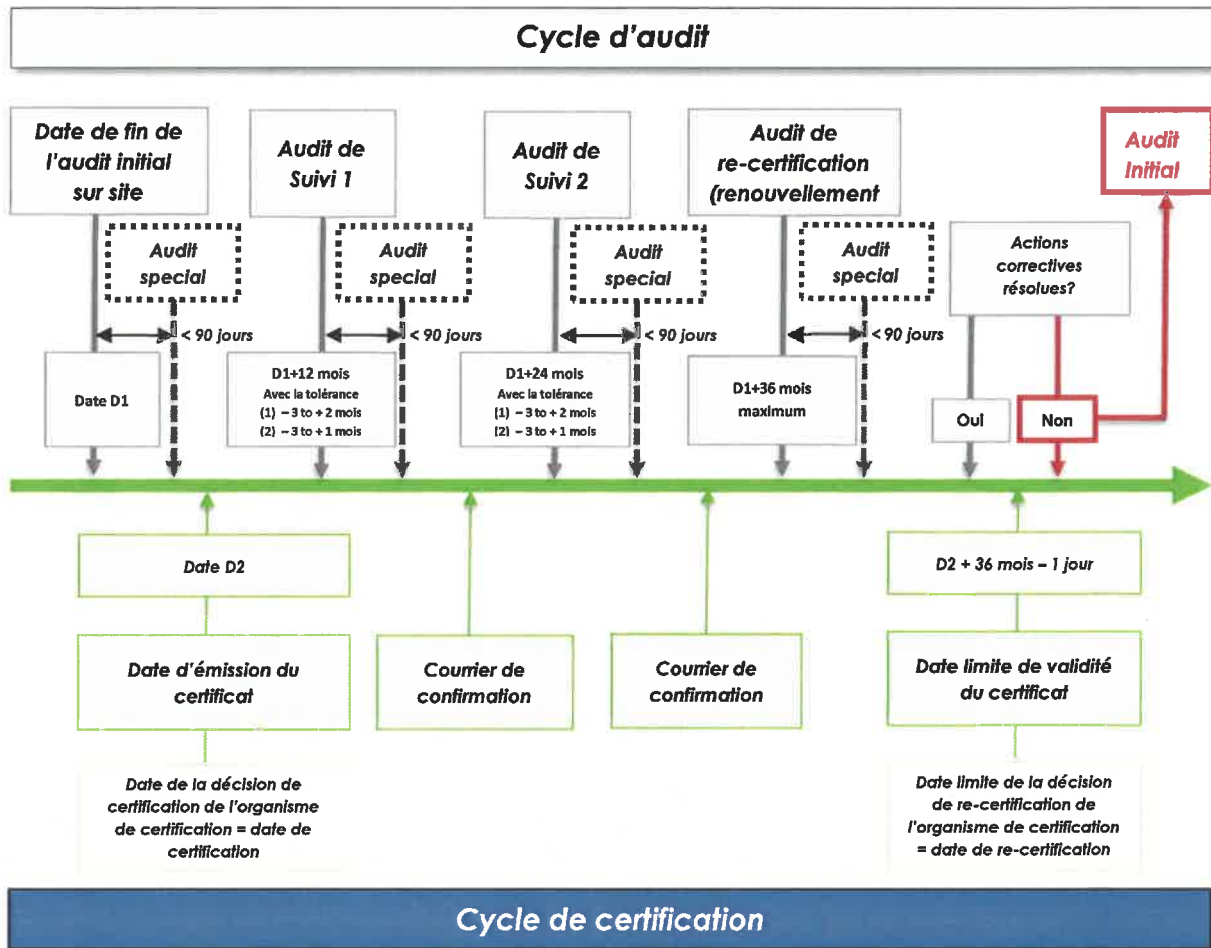 Cycle d'audit
Date de fin de
l'audit initial
sur site
Audit de
Suivi 1
Audit de
Suivi 2
Audit de
re-certification
(renouvellement
Audit
Initial
Audit
special
Audit
special
Audit
special
Audit
special
Actions
correctives
résolues?
< 90 jours
< 90 jours
< 90 jours
< 90 jours
Date D1
D1+12 mois
Avec la tolérance
(1) – 3 to + 2 mois
(2) – 3 to + 1 mois
D1+24 mois
Avec la tolérance
(1) – 3 to + 2 mois
(2) – 3 to + 1 mois
D1+36 mois
maximum
Oui
Non
Date D2
D2 + 36 mois – 1 jour
Date d'émission du
certificat
Courrier de
confirmation
Courrier de
confirmation
Date limite de validité
du certificat
Date de la décision de
certification de l'organisme
de certification = date de
certification
Date limite de la décision
de re-certification de
l'organisme de certification
= date de re-certification
Cycle de certification